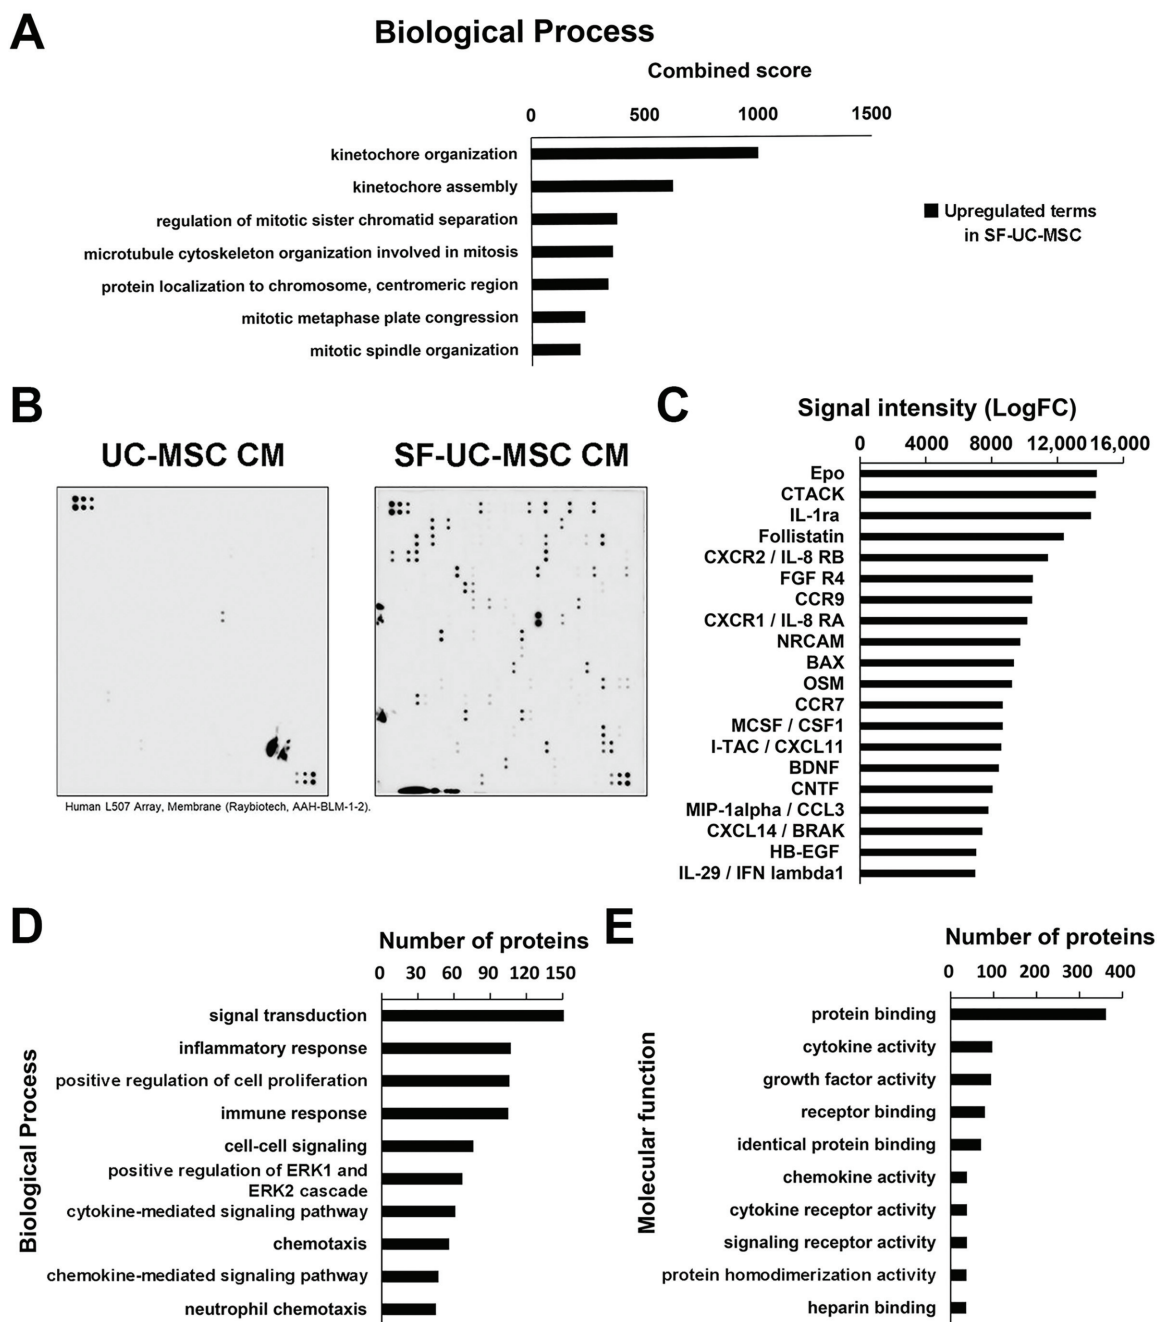 A
Biological Process
Combined score
0 500 1000 1500
kinetochore organization
kinetochore assembly
regulation of mitotic sister chromatid separation
microtubule cytoskeleton organization involved in mitosis
protein localization to chromosome, centromeric region
mitotic metaphase plate congression
mitotic spindle organization
Upregulated terms
in SF-UC-MSC
B
UC-MSC CM
SF-UC-MSC CM
Human L507 Array, Membrane (Raybiotech, AAH-BLM-1-2).
C
Signal intensity (LogFC)
0 4000 8000 12,000 16,000
Epo
CTACK
IL-1ra
Follistatin
CXCR2 / IL-8 RB
FGF R4
CCR9
CXCR1 / IL-8 RA
NRCAM
BAX
OSM
CCR7
MCSF / CSF1
I-TAC / CXCL11
BDNF
CNTF
MIP-1alpha / CCL3
CXCL14 / BRAK
HB-EGF
IL-29 / IFN lambda1
D
Number of proteins
0 30 60 90 120 150
Biological Process
signal transduction
inflammatory response
positive regulation of cell proliferation
immune response
cell-cell signaling
positive regulation of ERK1 and
ERK2 cascade
cytokine-mediated signaling pathway
chemotaxis
chemokine-mediated signaling pathway
neutrophil chemotaxis
E
Number of proteins
0 100 200 300 400
Molecular function
protein binding
cytokine activity
growth factor activity
receptor binding
identical protein binding
chemokine activity
cytokine receptor activity
signaling receptor activity
protein homodimerization activity
heparin binding